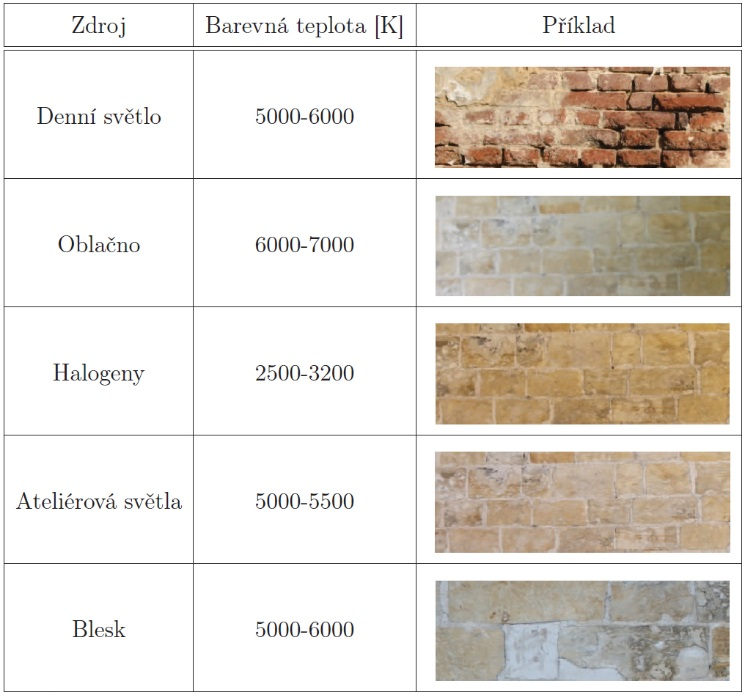 Zdroj Barevná teplota [K] Příklad
Denní světlo 5000-6000
Oblačno 6000-7000
Halogeny 2500-3200
Ateliérová světla 5000-5500
Blesk 5000-6000